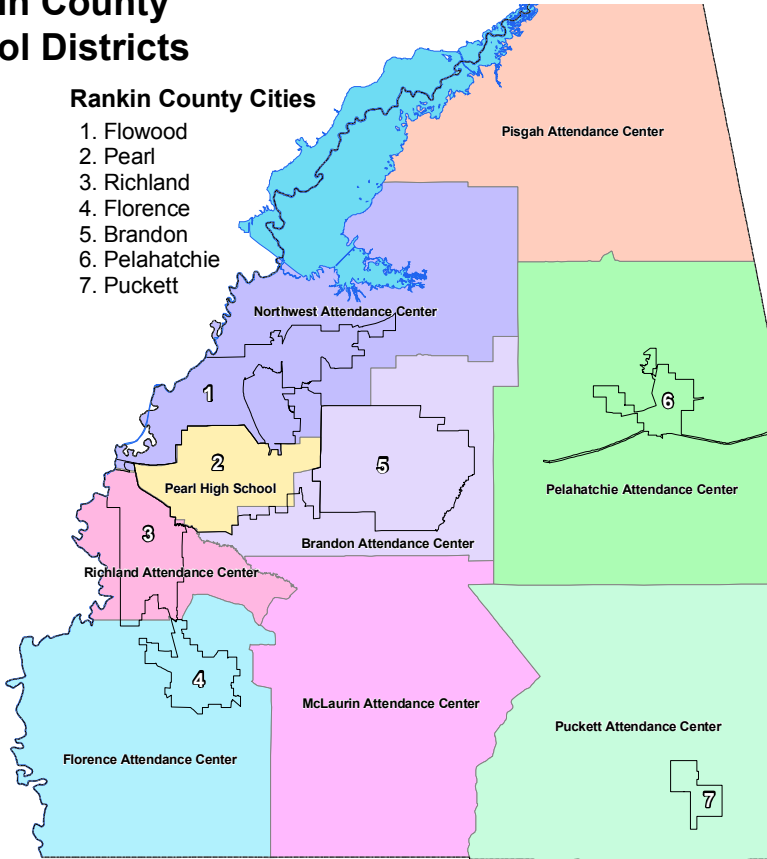 in County
ol Districts
Rankin County Cities
1. Flowood
2. Pearl
3. Richland
4. Florence
5. Brandon
6. Pelahatchie
7. Puckett
Pisgah Attendance Center
Northwest Attendance Center
1
6
2
5
Pearl High School
Pelahatchie Attendance Center
3
Brandon Attendance Center
Richland Attendance Center
4
McLaurin Attendance Center
Puckett Attendance Center
Florence Attendance Center
7